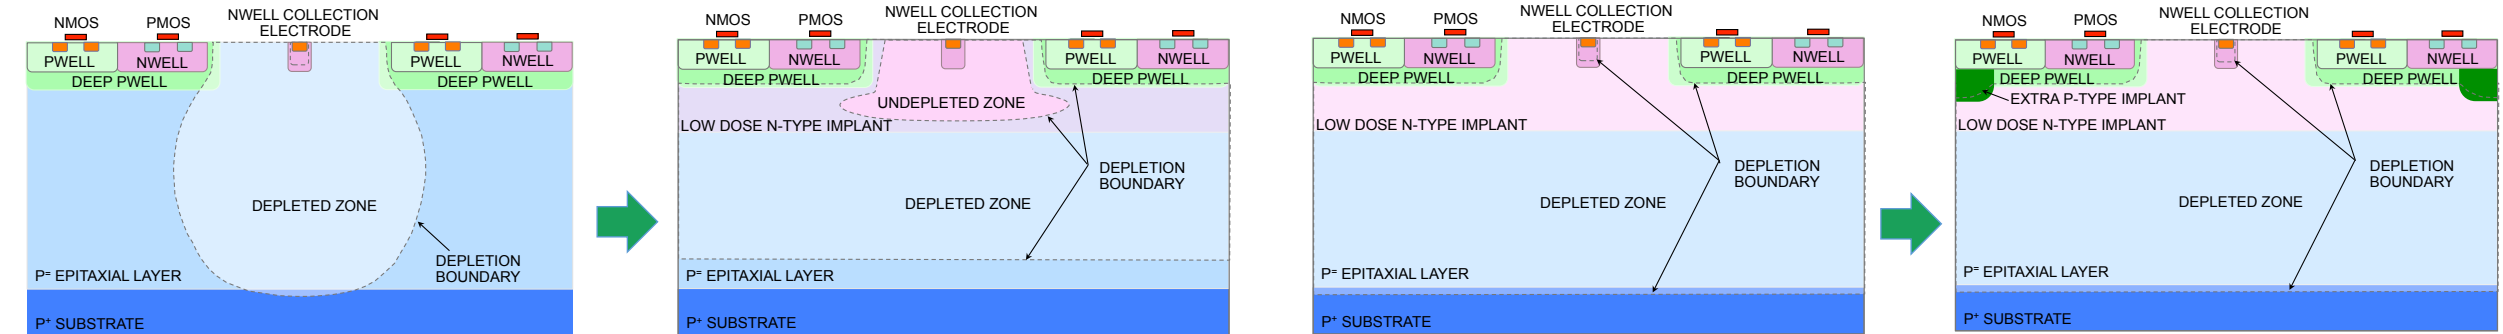 NMOS
PMOS
NWELL COLLECTION
ELECTRODE
PWELL
NWELL
PWELL
NWELL
DEEP PWELL
DEEP PWELL
DEPLETED ZONE
DEPLETION
BOUNDARY
P= EPITAXIAL LAYER
P+ SUBSTRATE
NMOS
PMOS
NWELL COLLECTION
ELECTRODE
PWELL
NWELL
PWELL
NWELL
DEEP PWELL
DEEP PWELL
UNDEPLETED ZONE
LOW DOSE N-TYPE IMPLANT
DEPLETION
BOUNDARY
DEPLETED ZONE
P= EPITAXIAL LAYER
P+ SUBSTRATE
NMOS
PMOS
NWELL COLLECTION
ELECTRODE
PWELL
NWELL
PWELL
NWELL
DEEP PWELL
DEEP PWELL
LOW DOSE N-TYPE IMPLANT
DEPLETION
BOUNDARY
DEPLETED ZONE
P= EPITAXIAL LAYER
P+ SUBSTRATE
NMOS
PMOS
NWELL COLLECTION
ELECTRODE
PWELL
NWELL
PWELL
NWELL
DEEP PWELL
DEEP PWELL
EXTRA P-TYPE IMPLANT
LOW DOSE N-TYPE IMPLANT
DEPLETION
BOUNDARY
DEPLETED ZONE
P= EPITAXIAL LAYER
P+ SUBSTRATE